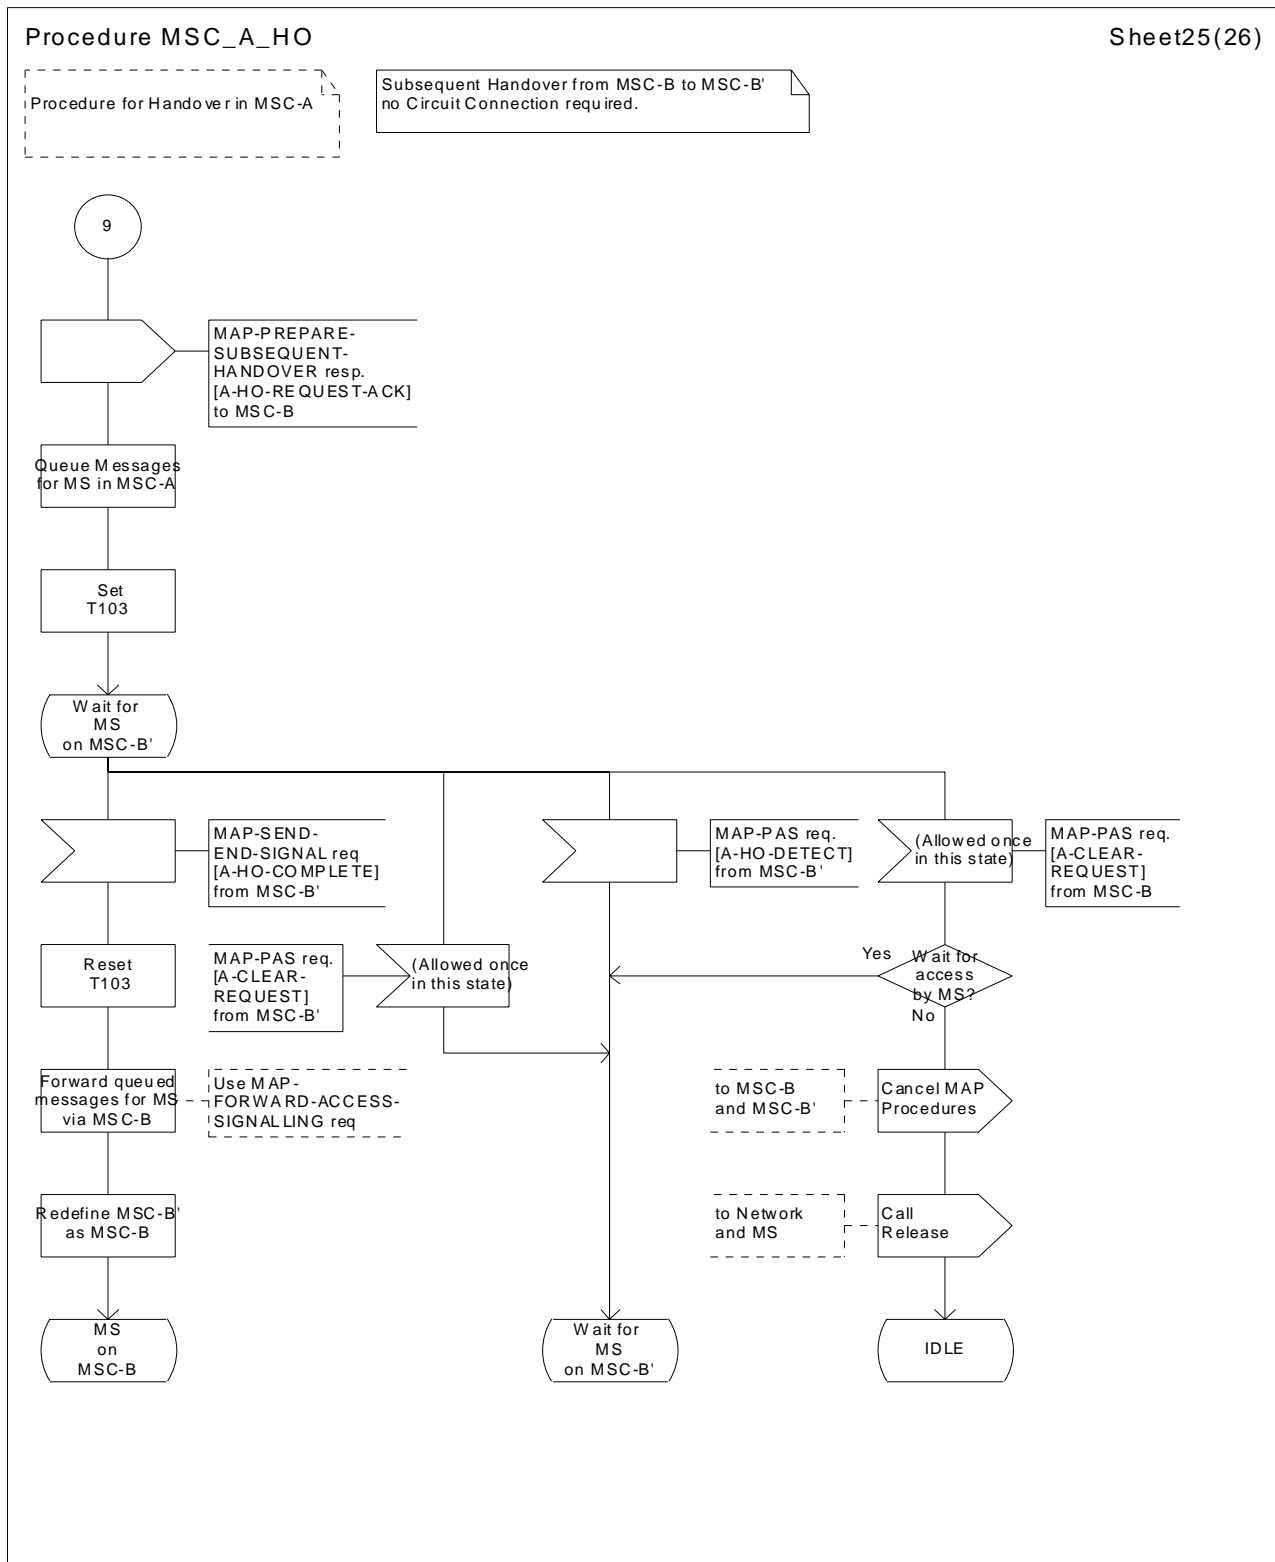 Procedure MSC_A_HO
Sheet25(26)
Procedure for Handover in MSC-A
Subsequent Handover from MSC-B to MSC-B'
no Circuit Connection required.
9
MAP-PREPARE-
SUBSEQUENT-
HANDOVER resp.
[A-HO-REQUEST-ACK]
to MSC-B
Queue Messages
for MS in MSC-A
Set
T103
Wait for
MS
on MSC-B'
MAP-SEND-
END-SIGNAL req
[A-HO-COMPLETE]
from MSC-B'
MAP-PAS req.
[A-HO-DETECT]
from MSC-B'
(Allowed once
in this state)
MAP-PAS req.
[A-CLEAR-
REQUEST]
from MSC-B
Reset
T103
MAP-PAS req.
[A-CLEAR-
REQUEST]
from MSC-B'
(Allowed once
in this state)
Yes
Wait for
access
by MS?
No
Forward queued
messages for MS
via MSC-B
Use MAP-
FORWARD-ACCESS-
SIGNALLING req
to MSC-B
and MSC-B'
Cancel MAP
Procedures
Redefine MSC-B'
as MSC-B
to Network
and MS
Call
Release
MS
on
MSC-B
Wait for
MS
on MSC-B'
IDLE